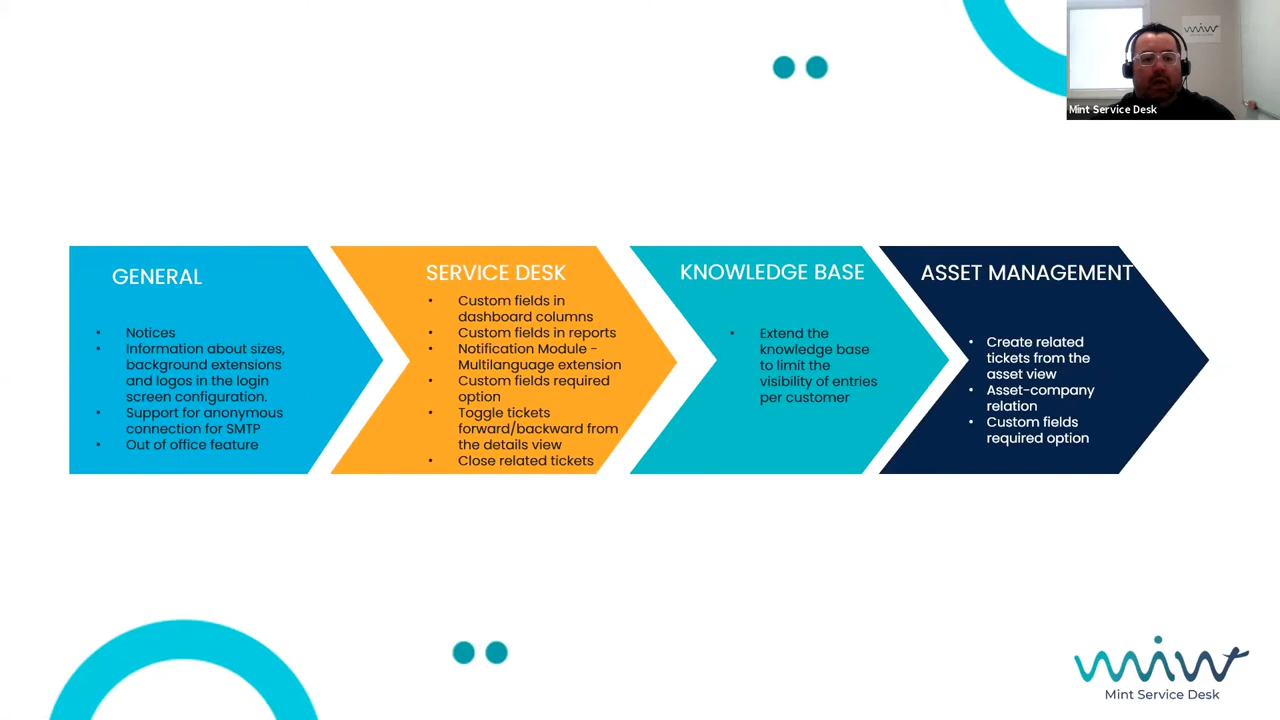 miwt
Mint Service Desk
GENERAL
• Notices
• Information about sizes,
background extensions
and logos in the login
screen configuration.
• Support for anonymous
connection for SMTP
• Out of office feature
SERVICE DESK
• Custom fields in
dashboard columns
• Custom fields in reports
• Notification Module -
Multilanguage extension
• Custom fields required
option
• Toggle tickets
forward/backward from
the details view
• Close related tickets
KNOWLEDGE BASE
• Extend the
knowledge base
to limit the
visibility of entries
per customer
ASSET MANAGEMENT
• Create related
tickets from the
asset view
• Asset-company
relation
• Custom fields
required option
miwt
Mint Service Desk